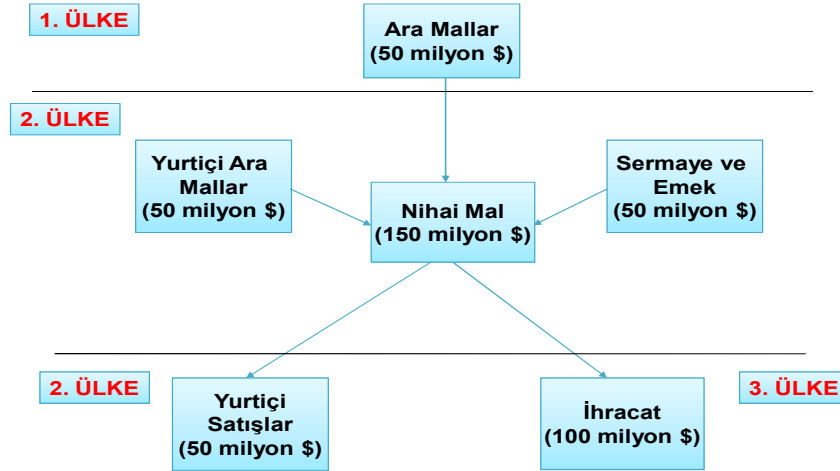 1. ÜLKE
Ara Mallar
(50 milyon $)
2. ÜLKE
Yurtiçi Ara
Mallar
(50 milyon $)
Sermaye ve
Emek
(50 milyon $)
Nihai Mal
(150 milyon $)
2. ÜLKE
Yurtiçi
Satışlar
(50 milyon $)
İhracat
(100 milyon $)
3. ÜLKE